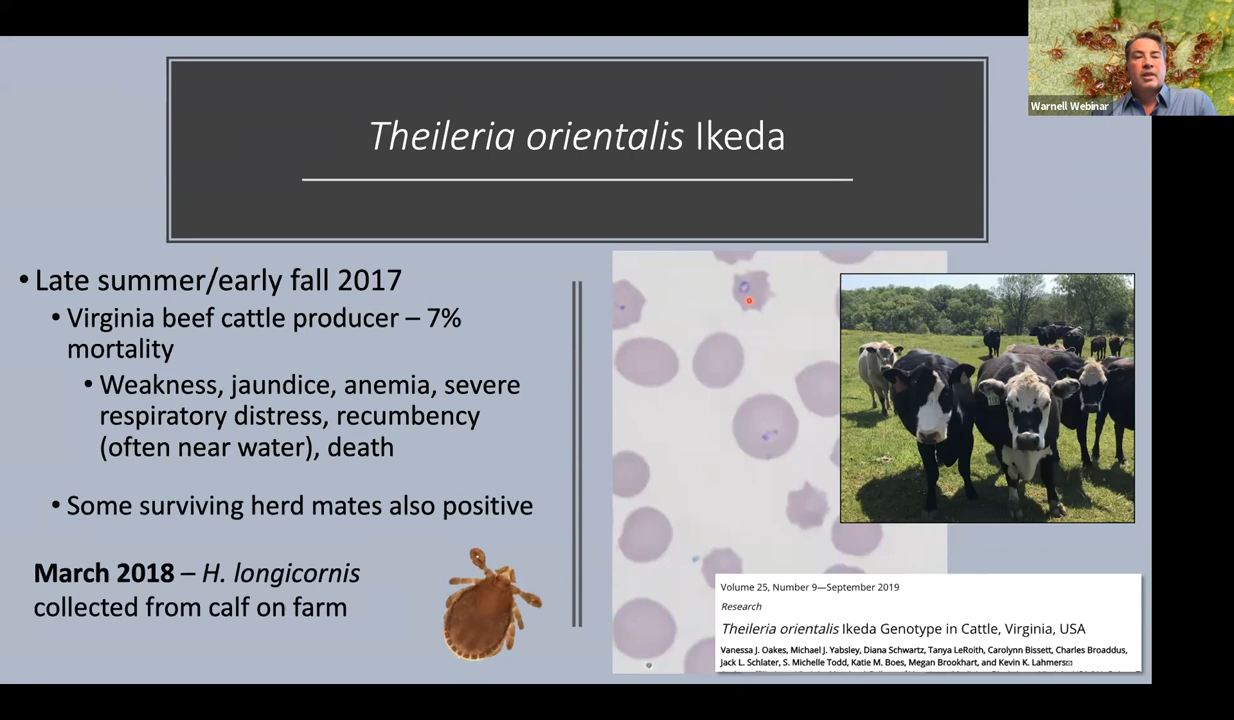 Warnell Webinar
Theileria orientalis Ikeda
• Late summer/early fall 2017
• Virginia beef cattle producer – 7%
mortality
• Weakness, jaundice, anemia, severe
respiratory distress, recumbency
(often near water), death
• Some surviving herd mates also positive
March 2018 – H. longicornis
collected from calf on farm
Volume 25, Number 9—September 2019
Research
Theileria orientalis Ikeda Genotype in Cattle, Virginia, USA
Vanessa J. Oakes, Michael J. Yabsley, Diana Schwartz, Tanya LeRoith, Carolynn Bissett, Charles Broaddus,
Jack L. Schlater, S. Michelle Todd, Katie M. Boes, Megan Brookhart, and Kevin K. Lahmers